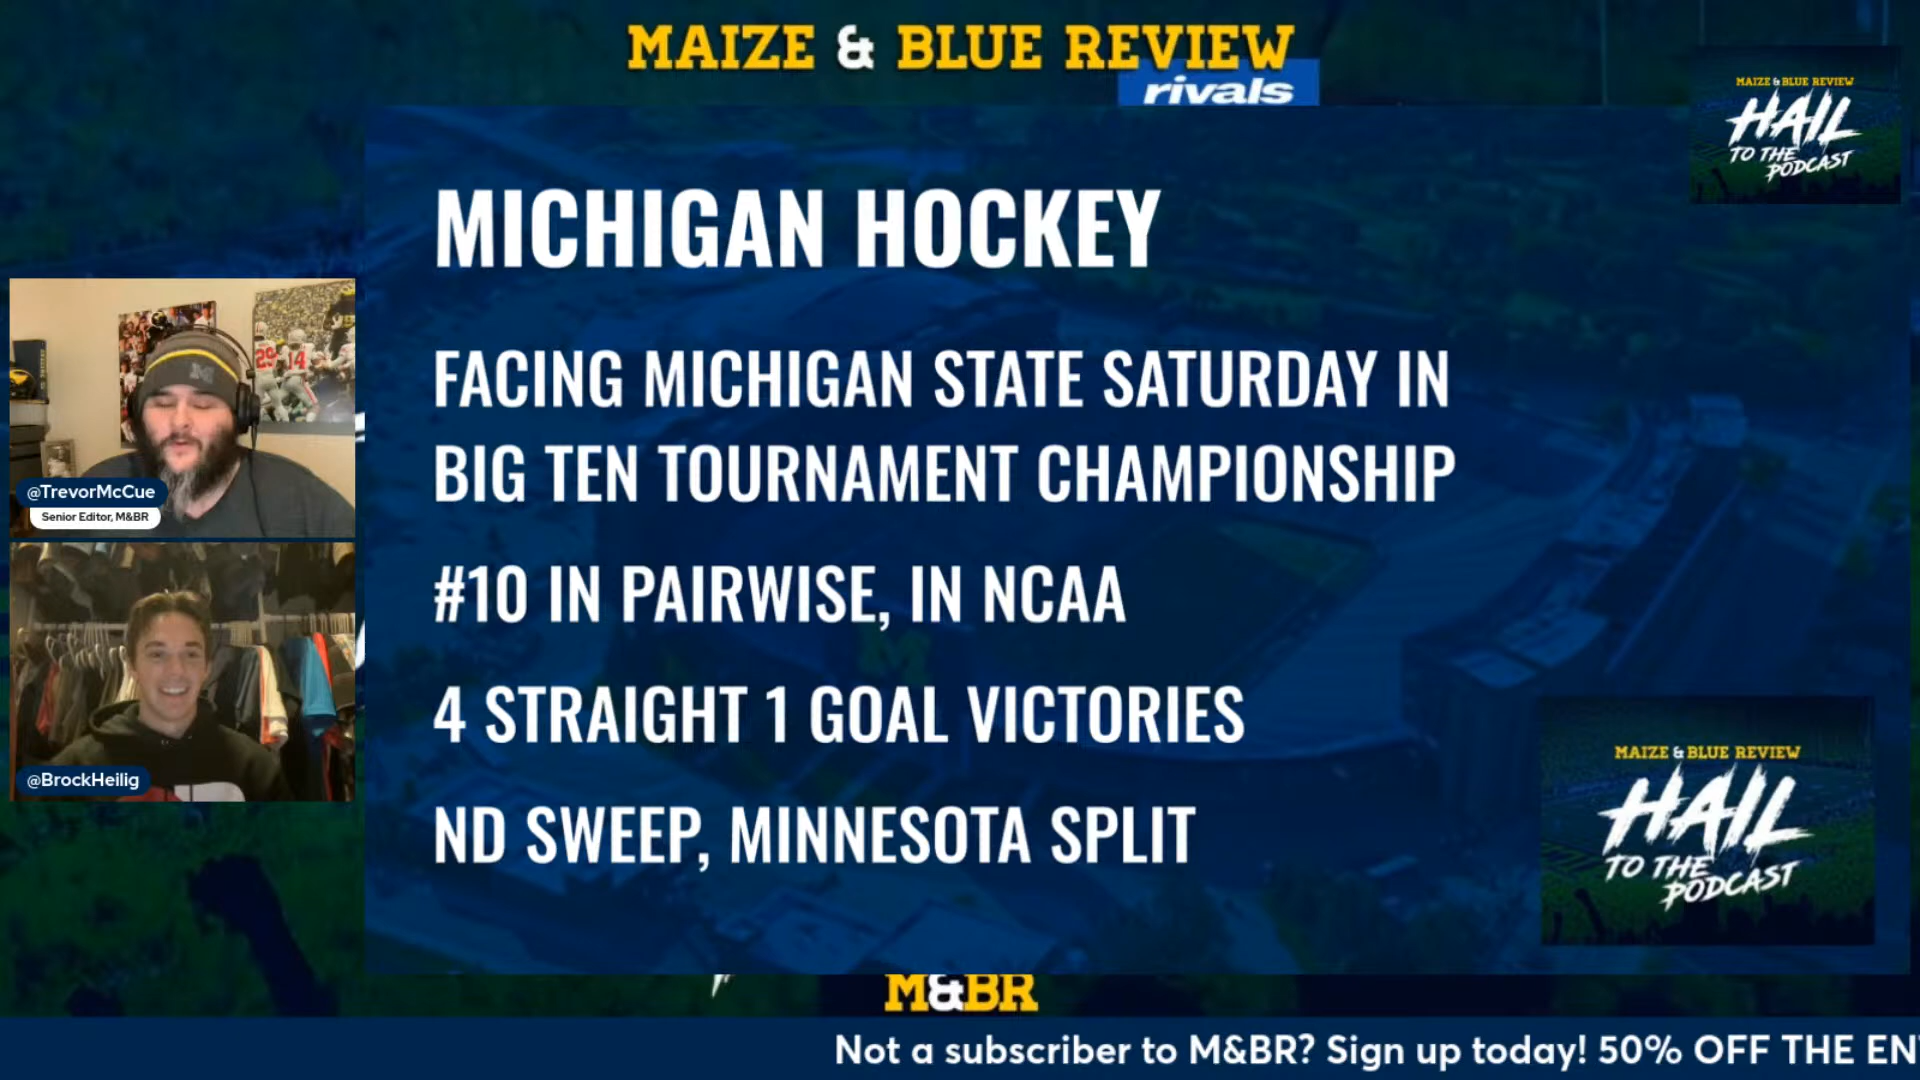 MAIZE & BLUE REVIEW
rivals
MAIZE & BLUE REVIEW
HAIL
TO THE
PODCAST
MICHIGAN HOCKEY
FACING MICHIGAN STATE SATURDAY IN
BIG TEN TOURNAMENT CHAMPIONSHIP
#10 IN PAIRWISE, IN NCAA
4 STRAIGHT 1 GOAL VICTORIES
ND SWEEP, MINNESOTA SPLIT
29
14
@TrevorMcCue
Senior Editor, M&BR
@BrockHeilig
MAIZE & BLUE REVIEW
HAIL
TO THE
PODCAST
M&BR
Not a subscriber to M&BR? Sign up today! 50% OFF THE EN